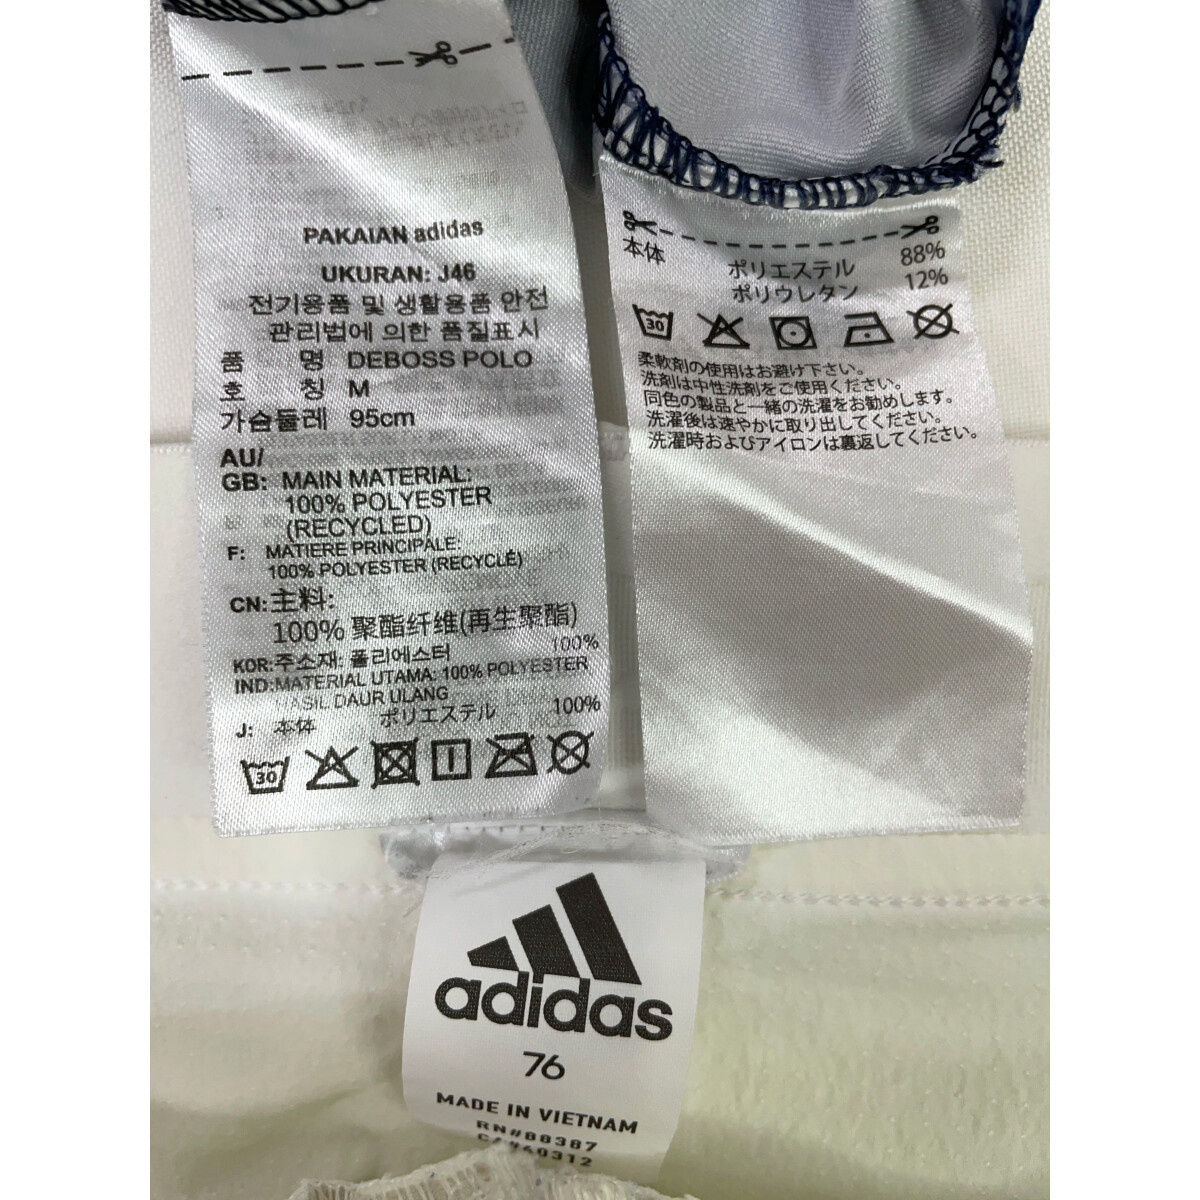 PAKAIAN adidas
UKURAN: J46
전기용품 및 생활용품 안전
관리법에 의한 품질표시
품 명 DEBOSS POLO
호 칭 M
가슴둘레 95cm
AU/
GB: MAIN MATERIAL:
100% POLYESTER
(RECYCLED)
F: MATIERE PRINCIPALE:
100% POLYESTER (RECYCLÉ)
CN:主料:
100% 聚酯纤维(再生聚酯)
KOR:주소재: 폴리에스터 100%
IND:MATERIAL UTAMA: 100% POLYESTER
HASIL DAUR ULANG
J: 本体 ポリエステル 100%
30
本体 ポリエステル 88%
ポリウレタン 12%
30
柔軟剤の使用はお避け下さい。
洗剤は中性洗剤をご使用ください。
同色の製品と一緒の洗濯をお勧めします。
洗濯後は速やかに取り出してください。
洗濯時およびアイロンは裏返してください。
adidas
76
MADE IN VIETNAM
RN#88387
CA#40312